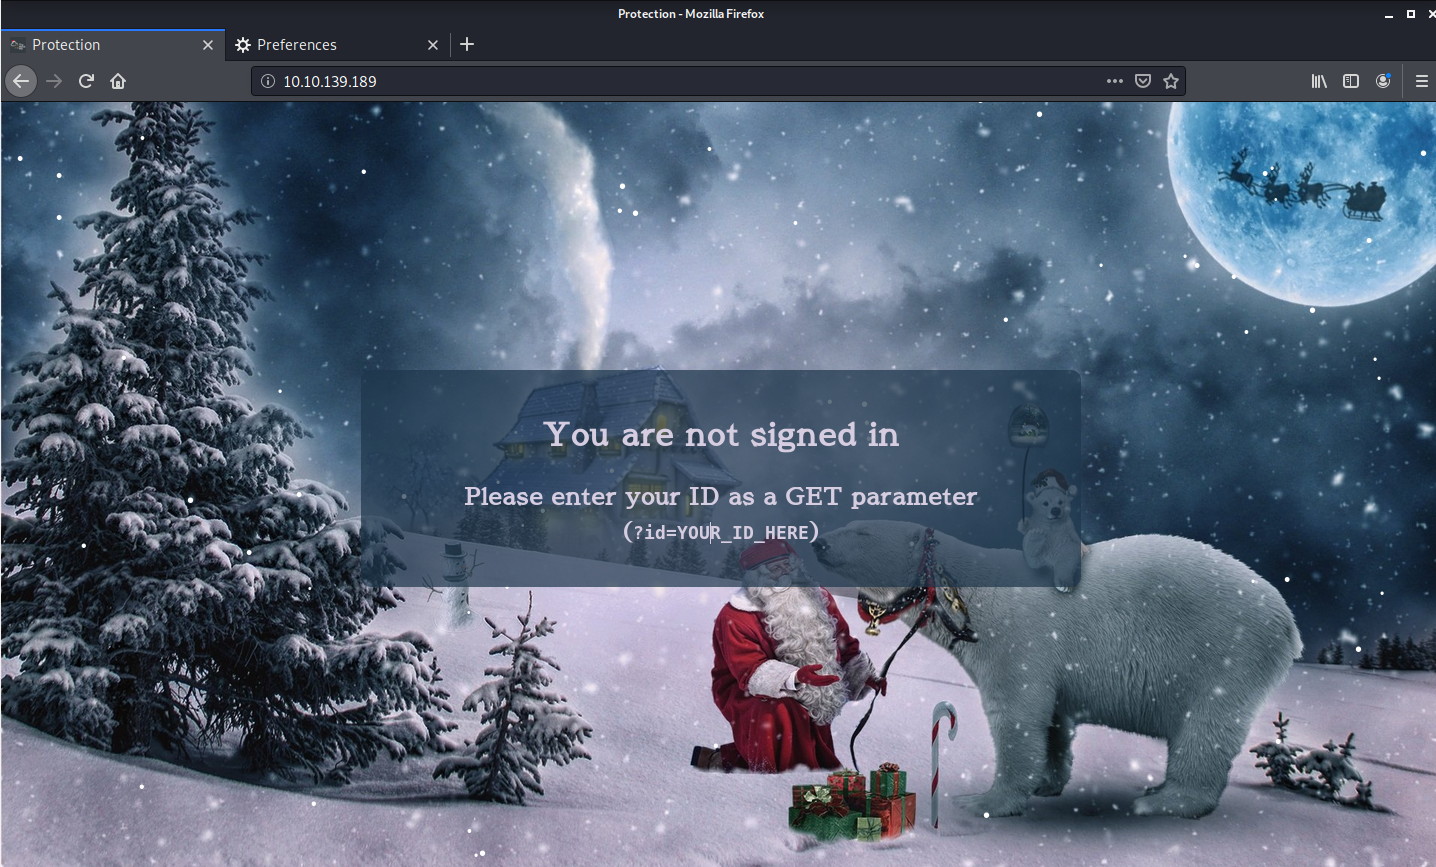 Protection - Mozilla Firefox
Protection
Preferences
10.10.139.189
You are not signed in
Please enter your ID as a GET parameter
(?id=YOUR_ID_HERE)